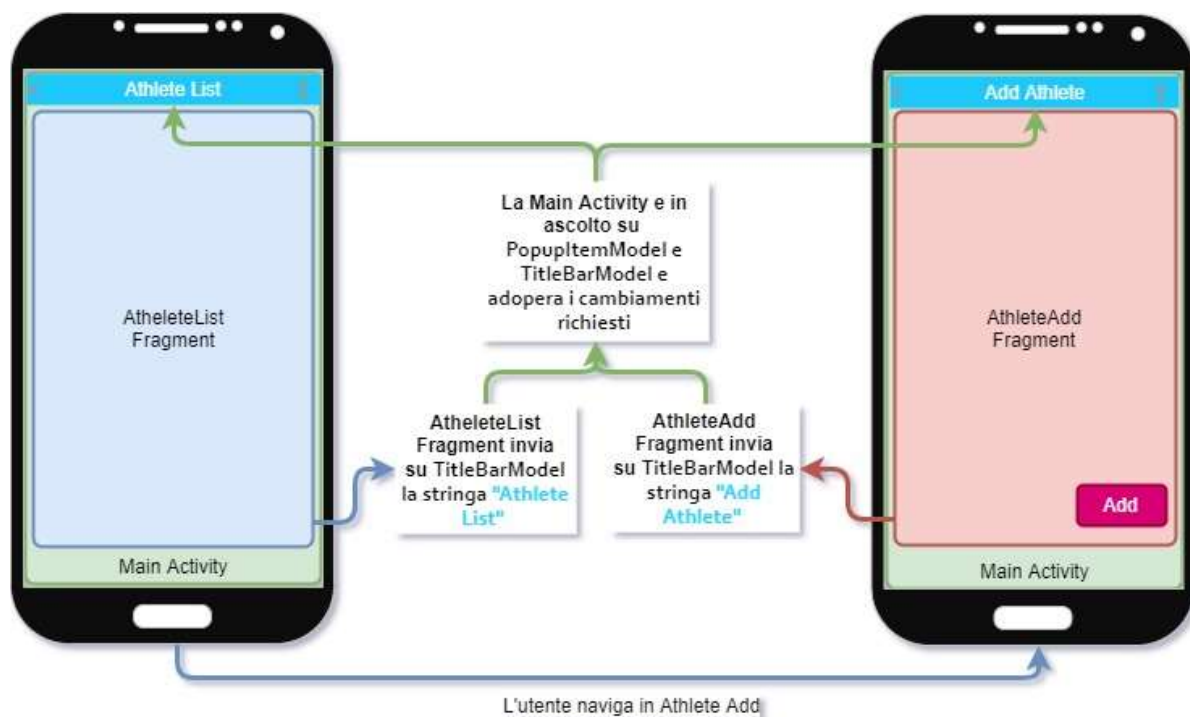 Athlete List
Add Athlete
La Main Activity e in
ascolto su
PopupItemModel e
TitleBarModel e
adopera i cambiamenti
richiesti
AtheleteList
Fragment
AthleteAdd
Fragment
AtheleteList
Fragment invia
su TitleBarModel
la stringa "Athlete
List"
AthleteAdd
Fragment invia
su TitleBarModel la
stringa "Add
Athlete"
Add
Main Activity
Main Activity
L'utente naviga in Athlete Add